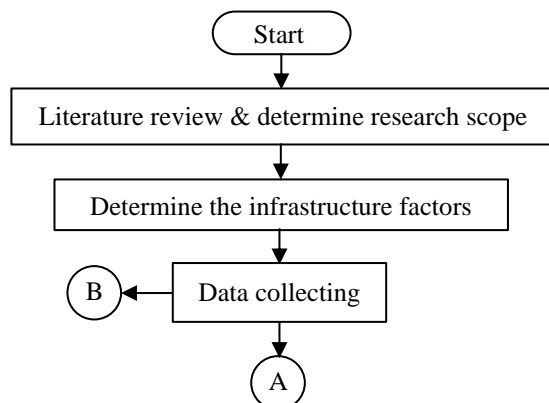 Start
Literature review & determine research scope
Determine the infrastructure factors
B
Data collecting
A